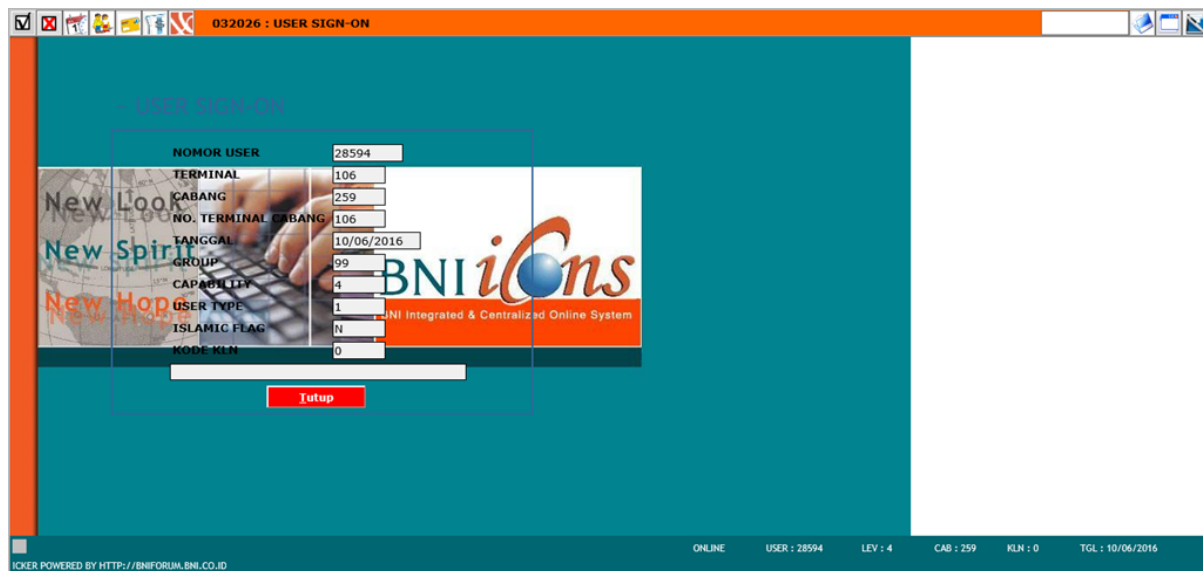 032026 : USER SIGN-ON
- USER SIGN-ON
NOMOR USER 28594
TERMINAL 106
CABANG 259
NO. TERMINAL CABANG 106
TANGGAL 10/06/2016
GROUP 99
CAPABILITY 4
USER TYPE 1
ISLAMIC FLAG N
KODE KLN 0
Tutup
New Look
New Spirit
New Hope
BNI icons
BNI Integrated & Centralized Online System
ONLINE USER : 28594 LEV : 4 CAB : 259 KLN : 0 TGL : 10/06/2016
ICKER POWERED BY HTTP://BNIFORUM.BNI.CO.ID